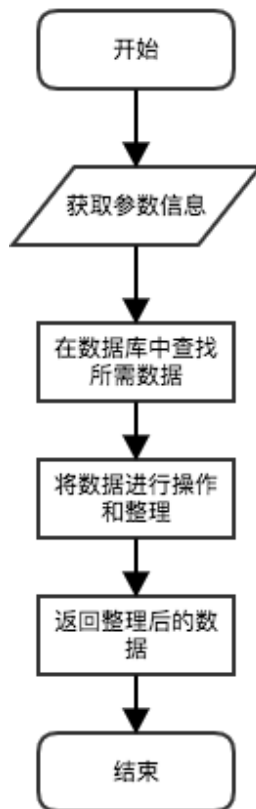 开始
获取参数信息
在数据库中查找
所需数据
将数据进行操作
和整理
返回整理后的数
据
结束